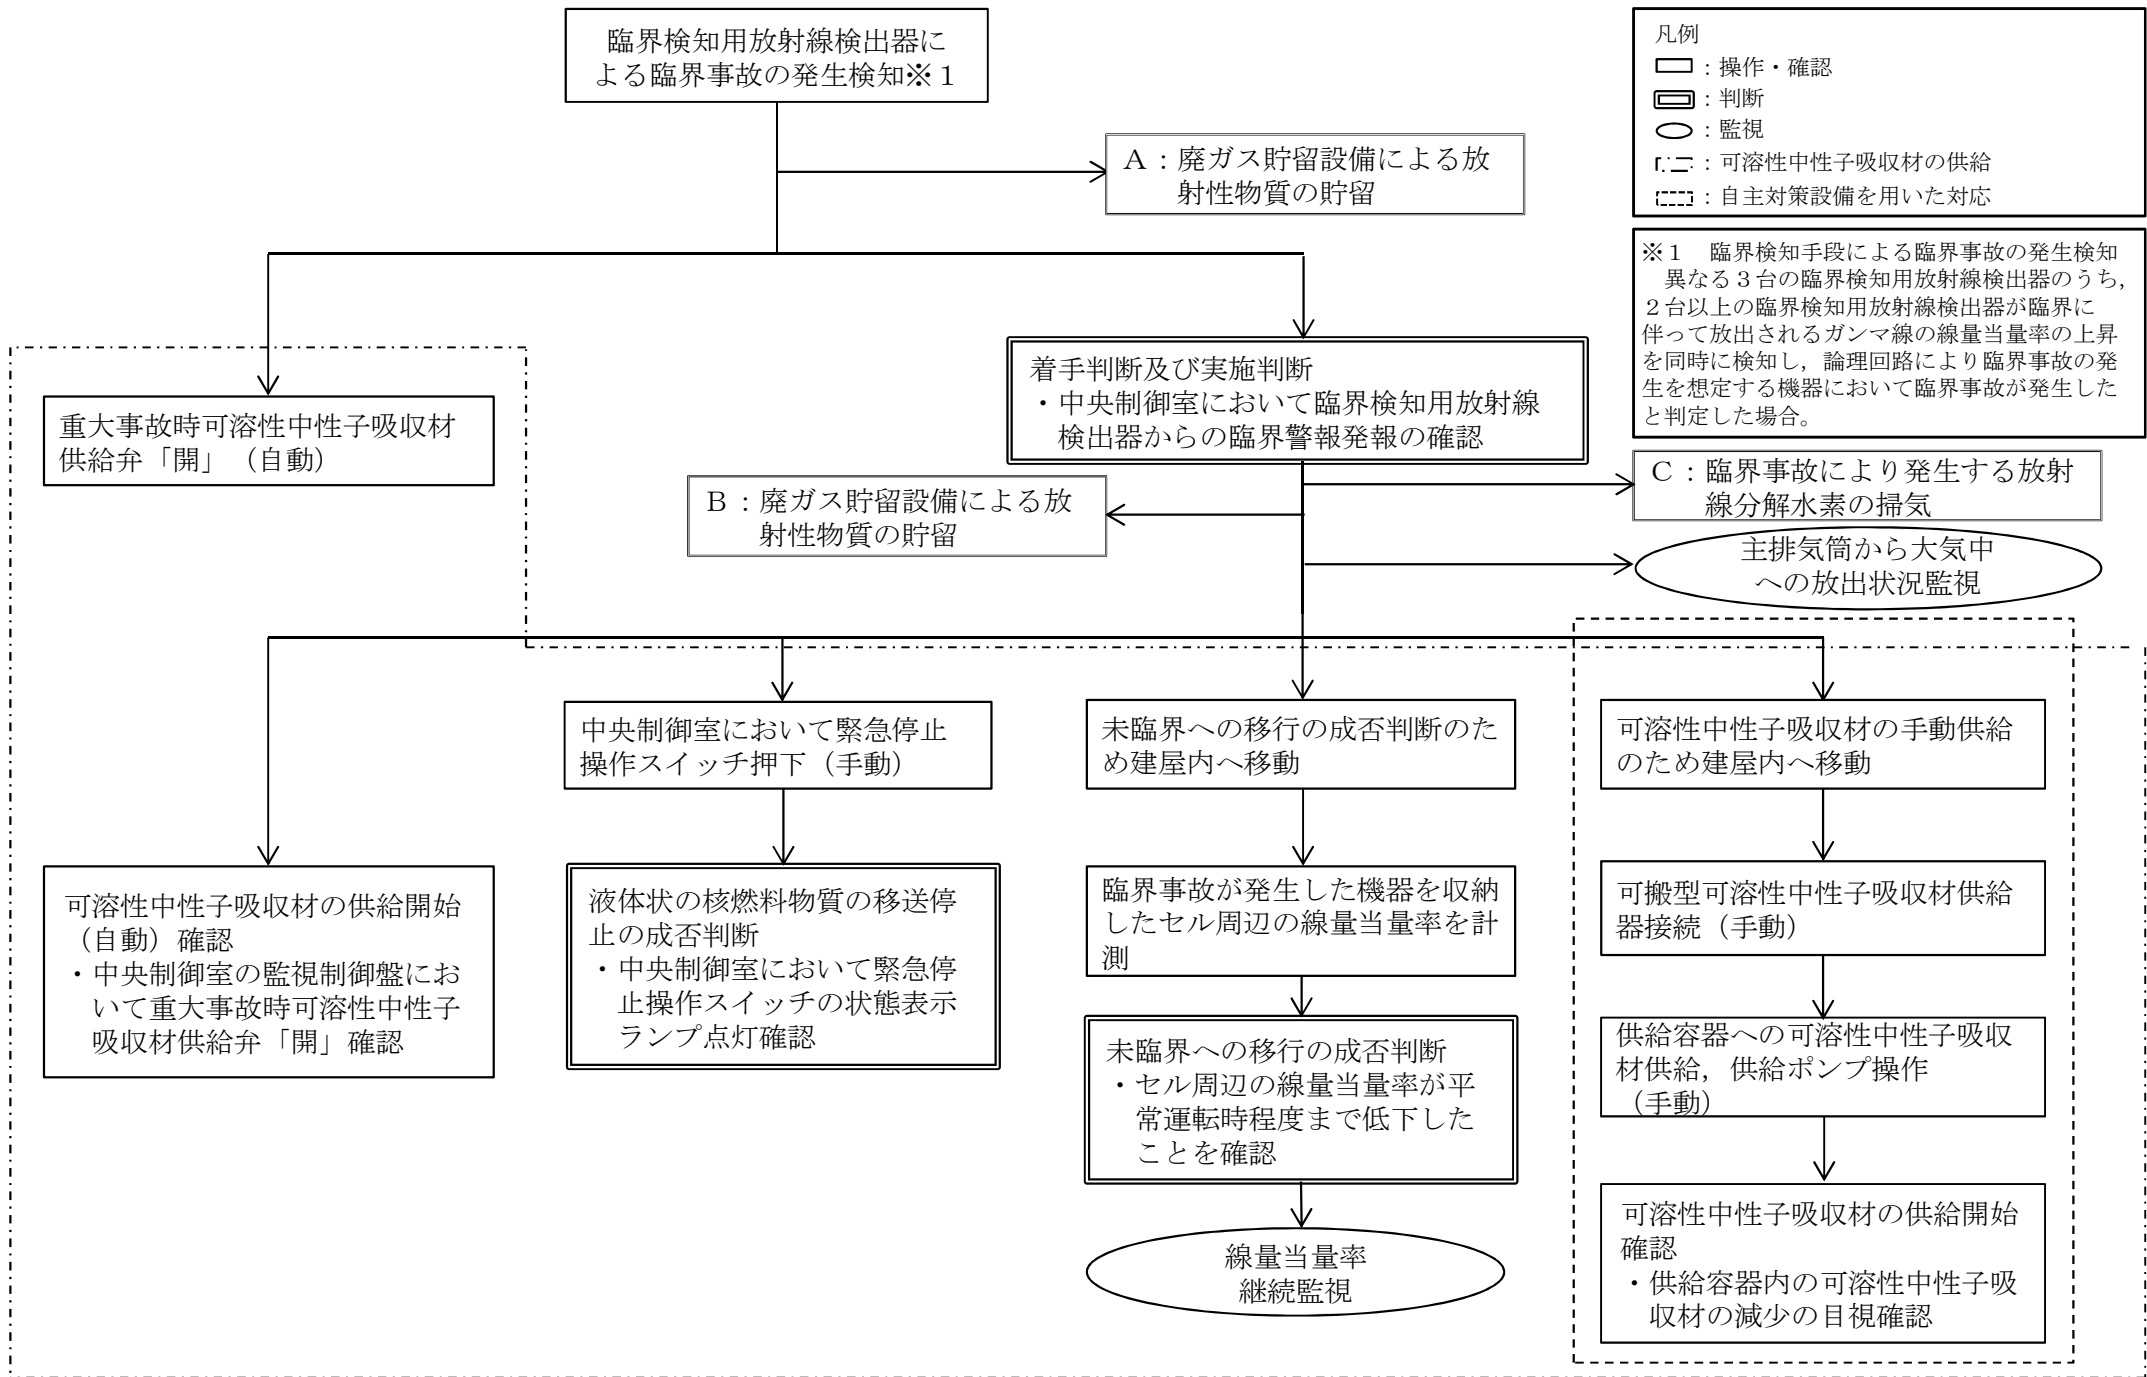 臨界検知用放射線検出器に
よる臨界事故の発生検知※１
Ａ：廃ガス貯留設備による放
射性物質の貯留
凡例
：操作・確認
：判断
：監視
：可溶性中性子吸収材の供給
：自主対策設備を用いた対応
※１　臨界検知手段による臨界事故の発生検知
異なる３台の臨界検知用放射線検出器のうち，
２台以上の臨界検知用放射線検出器が臨界に
伴って放出されるガンマ線の線量当量率の上昇
を同時に検知し，論理回路により臨界事故の発
生を想定する機器において臨界事故が発生した
と判定した場合。
重大事故時可溶性中性子吸収材
供給弁「開」（自動）
着手判断及び実施判断
・中央制御室において臨界検知用放射線
検出器からの臨界警報発報の確認
Ｂ：廃ガス貯留設備による放
射性物質の貯留
Ｃ：臨界事故により発生する放射
線分解水素の掃気
主排気筒から大気中
への放出状況監視
可溶性中性子吸収材の供給開始
（自動）確認
・中央制御室の監視制御盤にお
いて重大事故時可溶性中性子
吸収材供給弁「開」確認
中央制御室において緊急停止
操作スイッチ押下（手動）
液体状の核燃料物質の移送停
止の成否判断
・中央制御室において緊急停
止操作スイッチの状態表示
ランプ点灯確認
未臨界への移行の成否判断のた
め建屋内へ移動
臨界事故が発生した機器を収納
したセル周辺の線量当量率を計
測
未臨界への移行の成否判断
・セル周辺の線量当量率が平
常運転時程度まで低下した
ことを確認
線量当量率
継続監視
可溶性中性子吸収材の手動供給
のため建屋内へ移動
可搬型可溶性中性子吸収材供給
器接続（手動）
供給容器への可溶性中性子吸収
材供給，供給ポンプ操作
（手動）
可溶性中性子吸収材の供給開始
確認
・供給容器内の可溶性中性子吸
収材の減少の目視確認